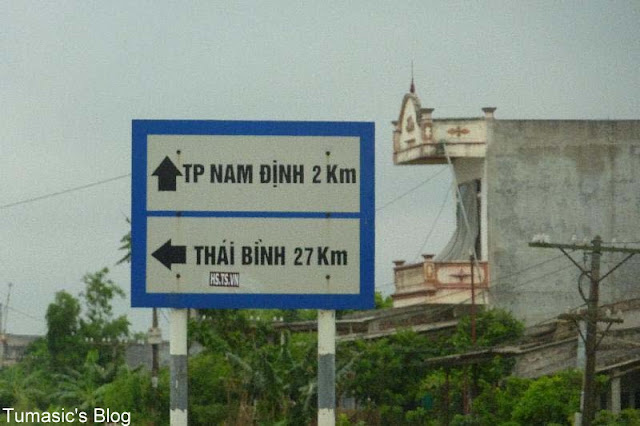 TP NAM ĐỊNH 2 Km
THÁI BÌNH 27 Km
HS.TS.VN
Tumasic's Blog